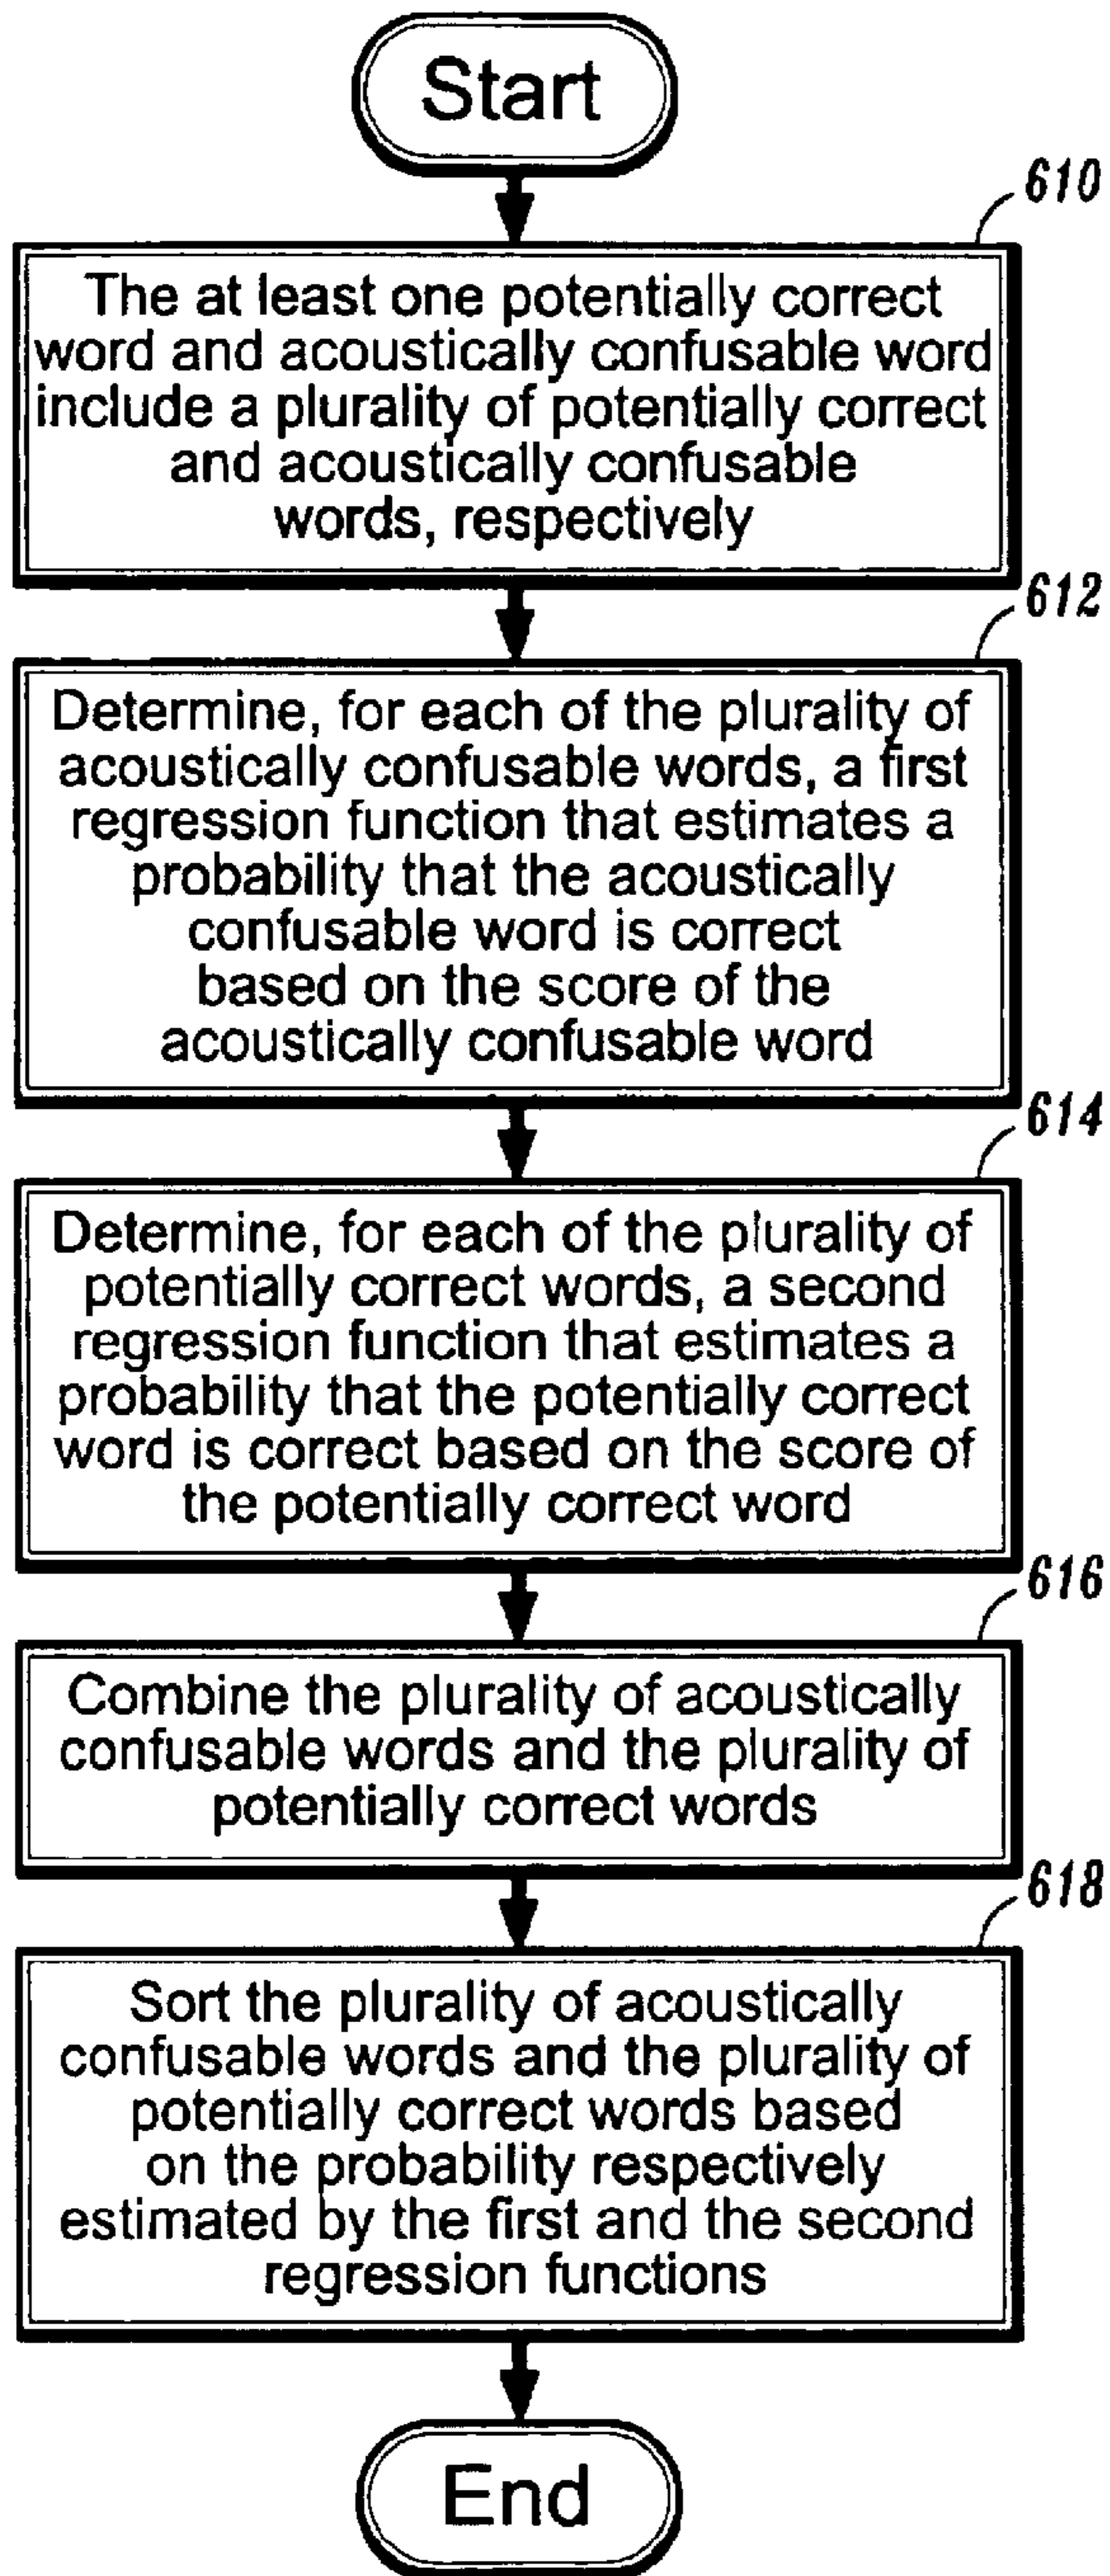 Start
610
The at least one potentially correct
word and acoustically confusable word
include a plurality of potentially correct
and acoustically confusable
words, respectively
612
Determine, for each of the plurality of
acoustically confusable words, a first
regression function that estimates a
probability that the acoustically
confusable word is correct
based on the score of the
acoustically confusable word
614
Determine, for each of the plurality of
potentially correct words, a second
regression function that estimates a
probability that the potentially correct
word is correct based on the score of
the potentially correct word
616
Combine the plurality of acoustically
confusable words and the plurality of
potentially correct words
618
Sort the plurality of acoustically
confusable words and the plurality of
potentially correct words based
on the probability respectively
estimated by the first and the second
regression functions
End